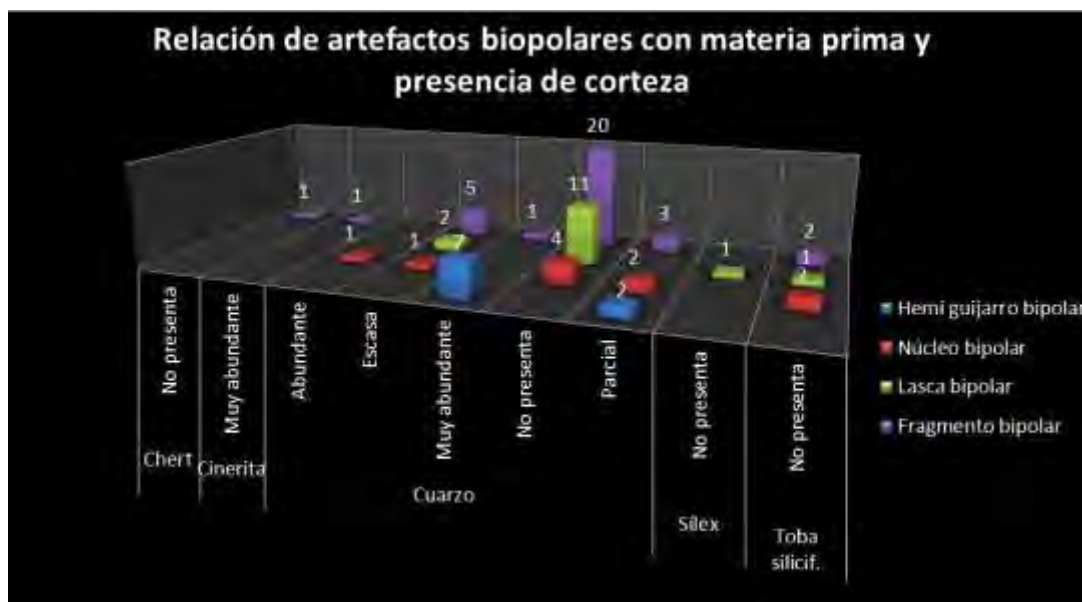 Relación de artefactos biopolares con materia prima y
presencia de corteza
20
11
5
1
1
2
1
3
2
1
1
7
4
2
1
1
2
2
2
No presenta
Muy abundante
Abundante
Escasa
Muy abundante
No presenta
Parcial
No presenta
No presenta
Chert
Cinerita
Cuarzo
Sílex
Toba
silicif.
Hemi guijarro bipolar
Núcleo bipolar
Lasca bipolar
Fragmento bipolar